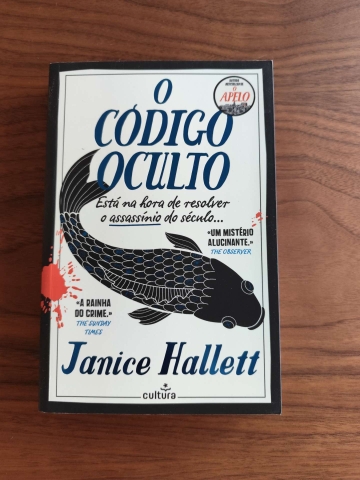 O
CÓDIGO
OCULTO
O
APELO
Está na hora de resolver
o assassínio do século...
«UM MISTÉRIO
ALUCINANTE.»
THE OBSERVER
«A RAINHA
DO CRIME.»
THE SUNDAY
TIMES
Janice Hallett
cultura